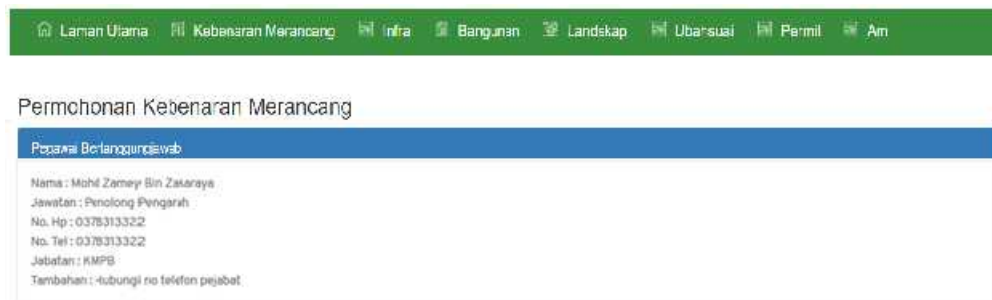 Laman Utama Kebenaran Merancang Infra Bangunan Landskap Ubahsuai Permit Am
Permohonan Kebenaran Merancang
Pegawai Bertanggungjawab
Nama : Mohd Zamey Bin Zakaraya
Jawatan : Penolong Pengarah
No. Hp : 0378313322
No. Tel : 0378313322
Jabatan : KMPB
Tambahan : Hubungi no telefon pejabat